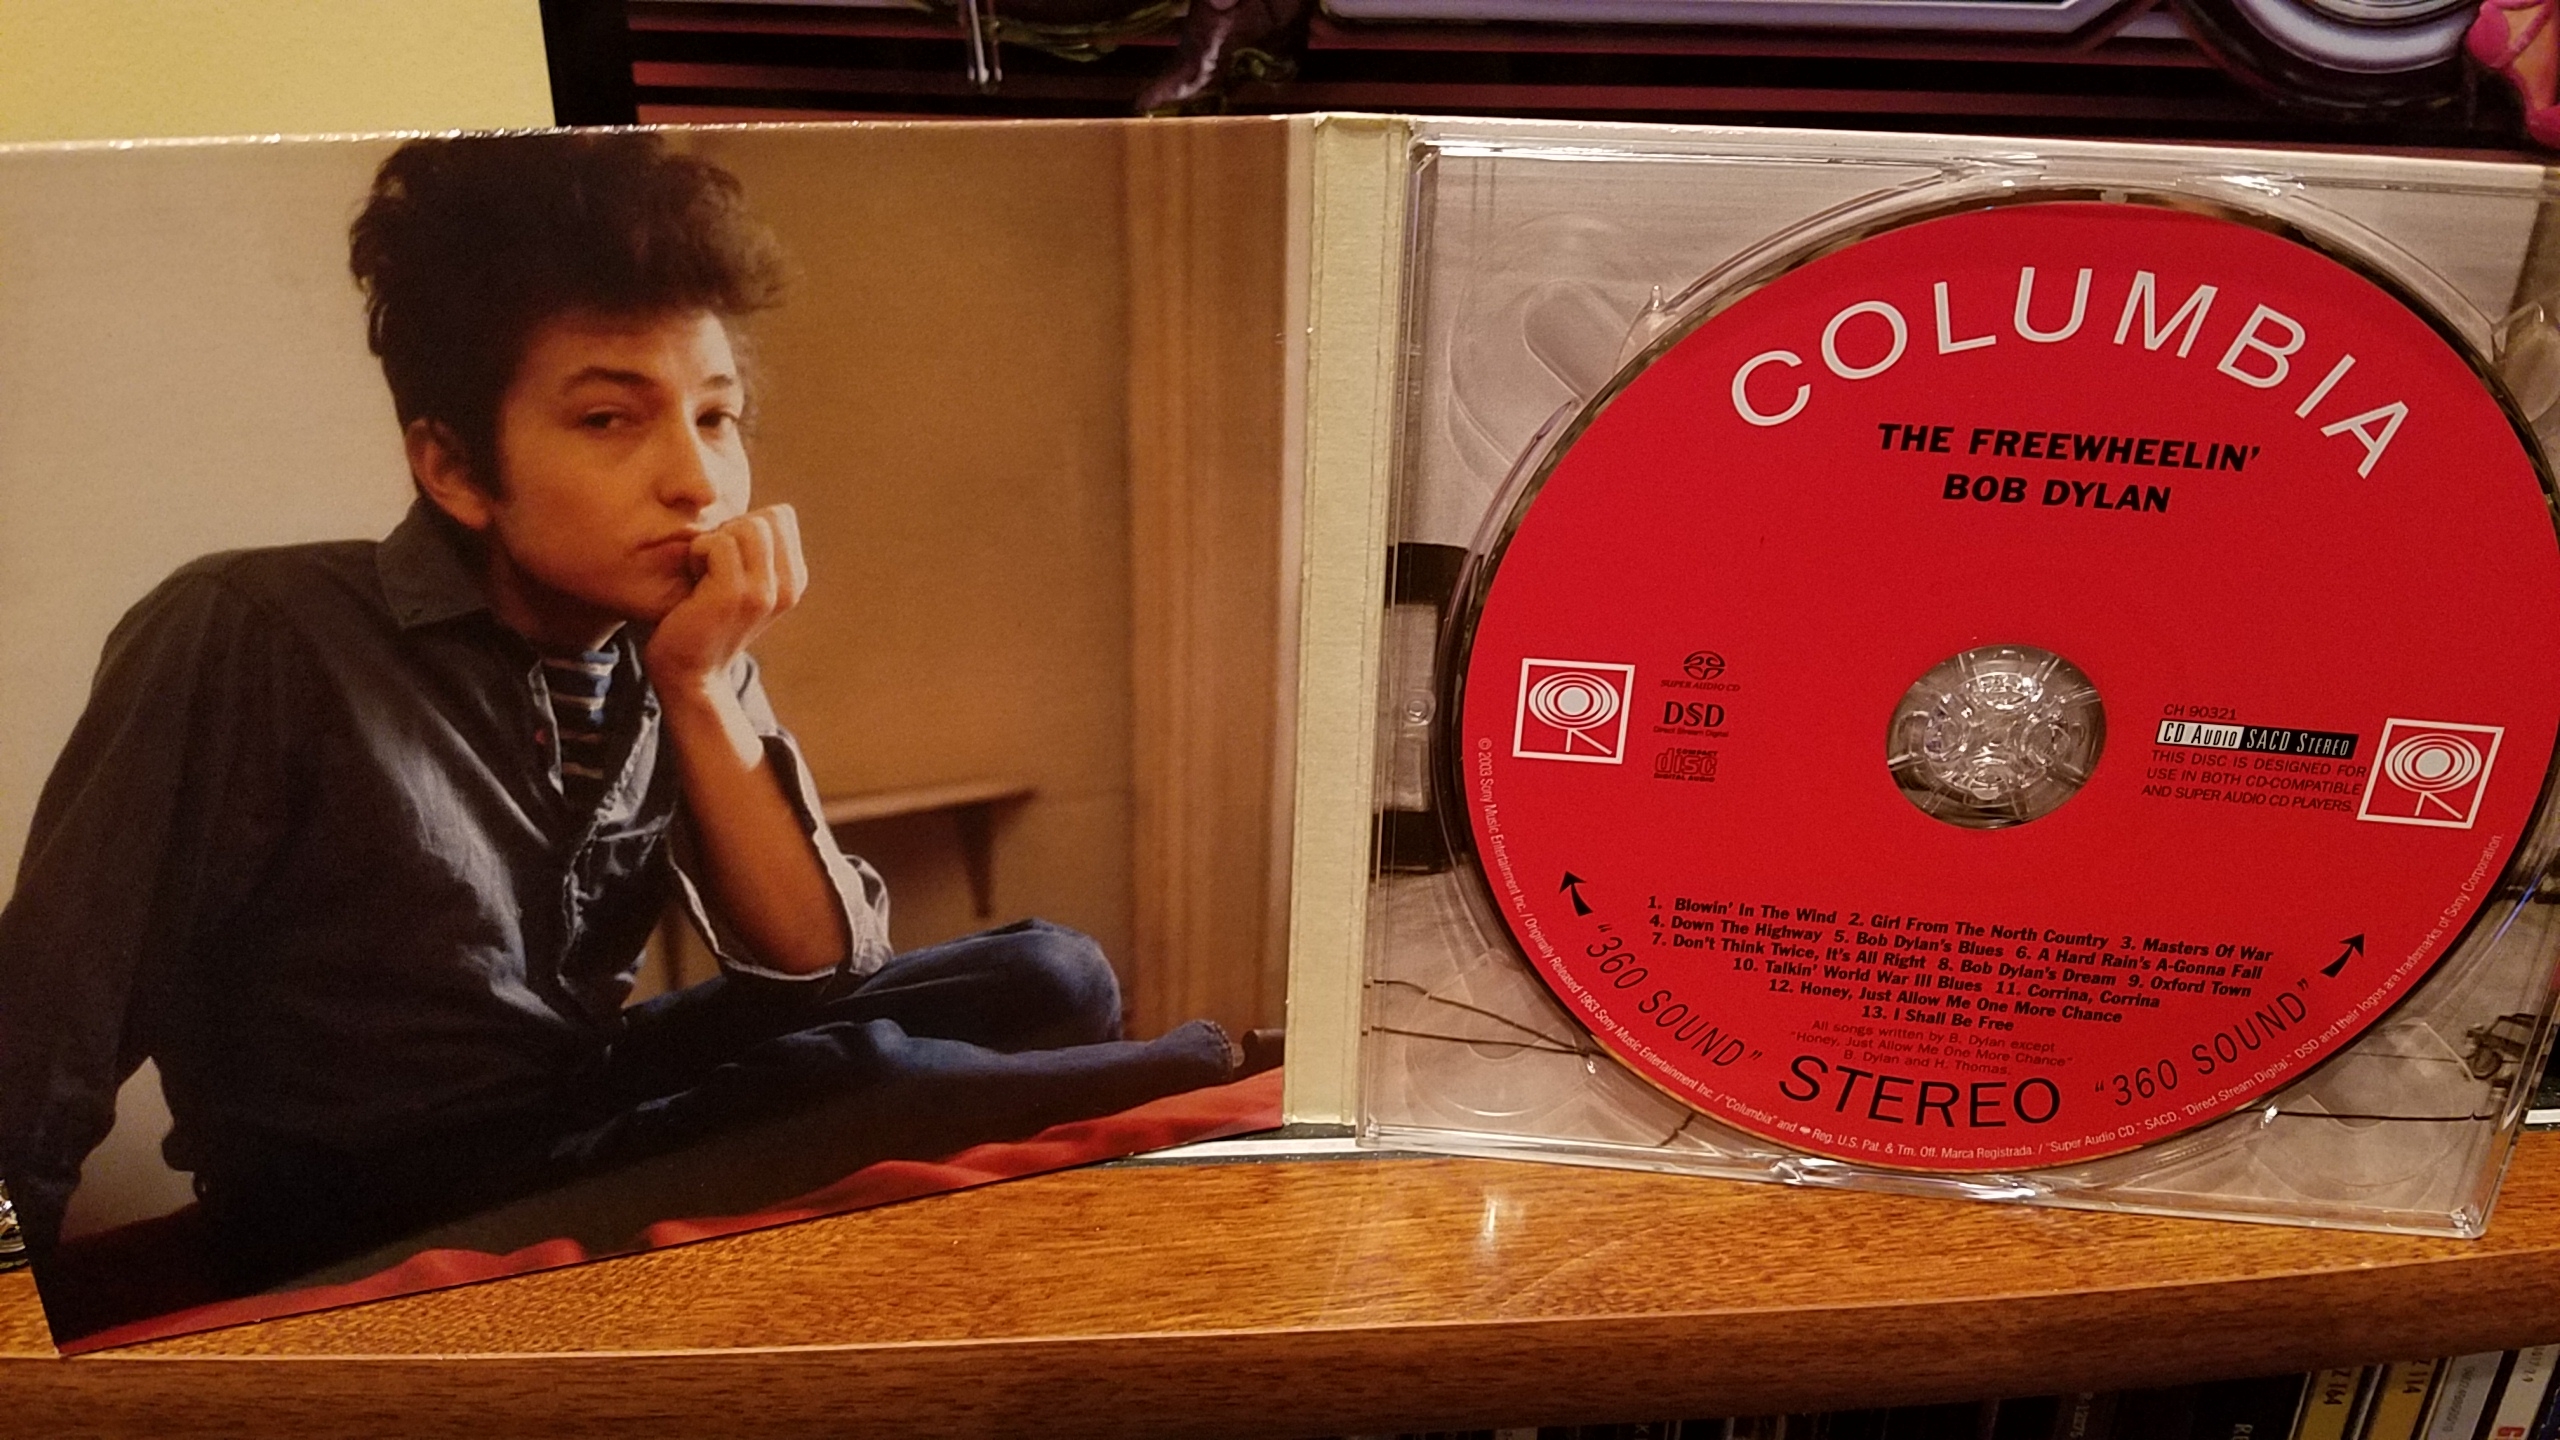 COLUMBIA
THE FREEWHEELIN'
BOB DYLAN
SUPER AUDIO CD
DSD
Direct Stream Digital
COMPACT
disc
DIGITAL AUDIO
CH 90321
CD AUDIO SACD STEREO
THIS DISC IS DESIGNED FOR
USE IN BOTH CD-COMPATIBLE
AND SUPER AUDIO CD PLAYERS.
1. Blowin' In The Wind 2. Girl From The North Country 3. Masters Of War
4. Down The Highway 5. Bob Dylan's Blues 6. A Hard Rain's A-Gonna Fall
7. Don't Think Twice, It's All Right 8. Bob Dylan's Dream 9. Oxford Town
10. Talkin' World War III Blues 11. Corrina, Corrina
12. Honey, Just Allow Me One More Chance
13. I Shall Be Free
All songs written by B. Dylan except
"Honey, Just Allow Me One More Chance"
B. Dylan and H. Thomas.
"360 SOUND" STEREO "360 SOUND"
© 2003 Sony Music Entertainment Inc. / Originally Released 1963 Sony Music Entertainment Inc. / "Columbia" and Reg. U.S. Pat. & Tm. Off. Marca Registrada. / "Super Audio CD," SACD, "Direct Stream Digital," DSD and their logos are trademarks of Sony Corporation.
Z 164
Z 114